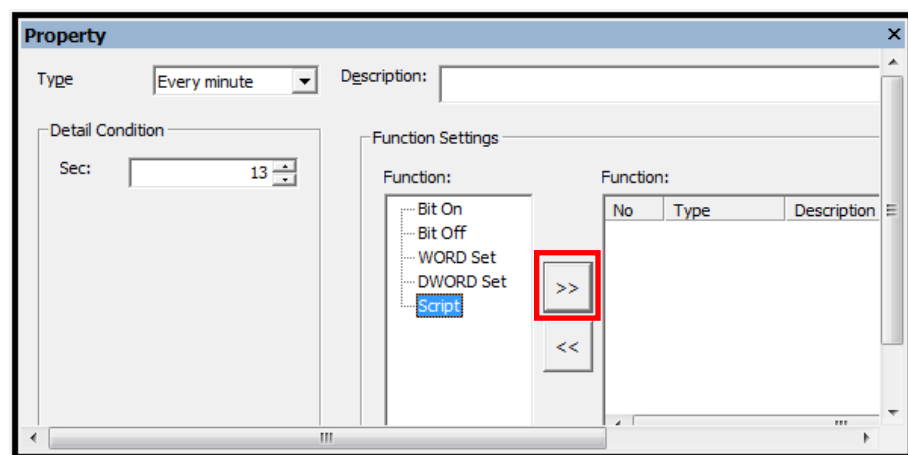 Property
Type Every minute Description:
Detail Condition
Function Settings
Sec: 13
Function: Function:
Bit On
Bit Off
WORD Set
DWORD Set
Script
>>
<<
No Type Description